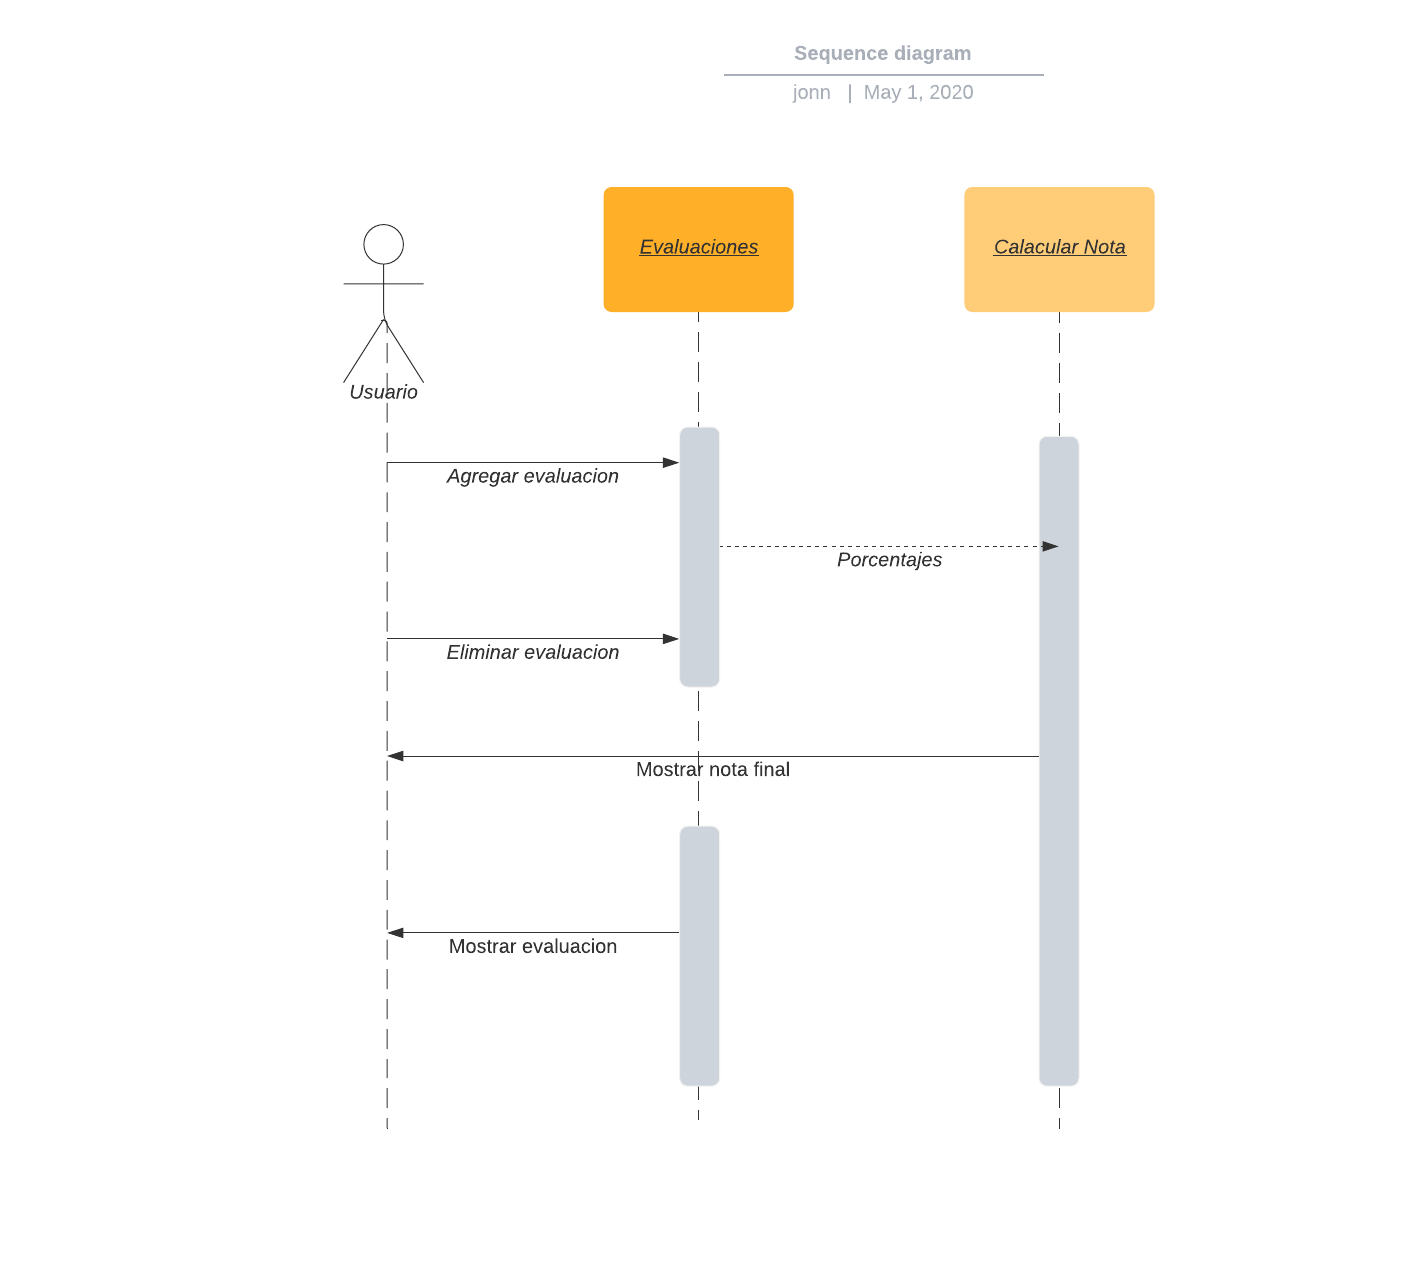 Sequence diagram
jonn | May 1, 2020
Evaluaciones
Calacular Nota
Usuario
Agregar evaluacion
Porcentajes
Eliminar evaluacion
Mostrar nota final
Mostrar evaluacion